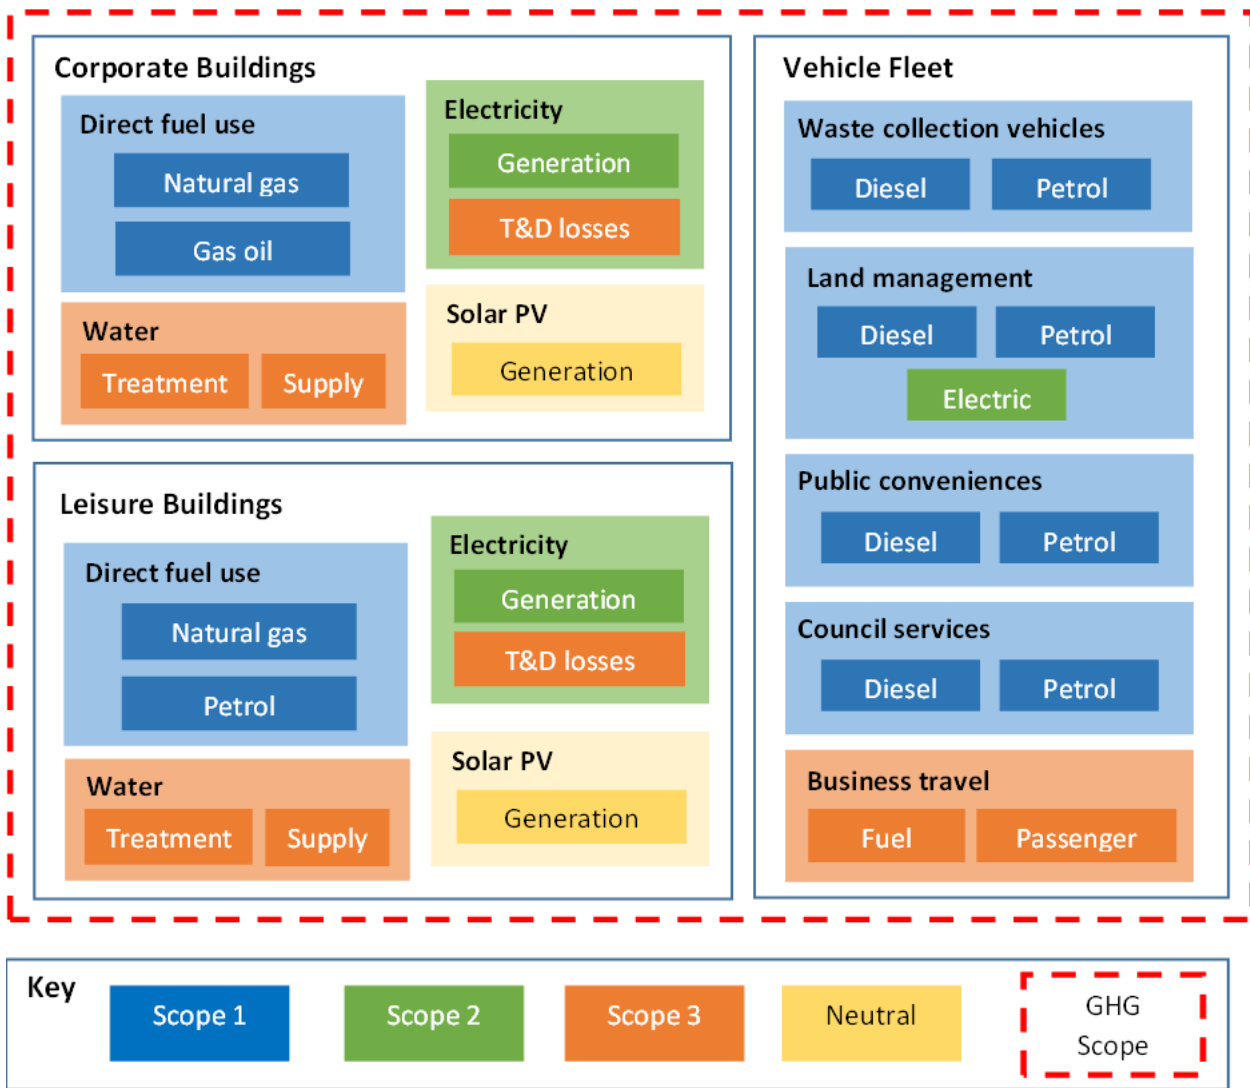 Corporate Buildings
Direct fuel use
Natural gas
Gas oil
Water
Treatment
Supply
Electricity
Generation
T&D losses
Solar PV
Generation
Leisure Buildings
Direct fuel use
Natural gas
Petrol
Water
Treatment
Supply
Electricity
Generation
T&D losses
Solar PV
Generation
Vehicle Fleet
Waste collection vehicles
Diesel
Petrol
Land management
Diesel
Petrol
Electric
Public conveniences
Diesel
Petrol
Council services
Diesel
Petrol
Business travel
Fuel
Passenger
Key
Scope 1
Scope 2
Scope 3
Neutral
GHG
Scope